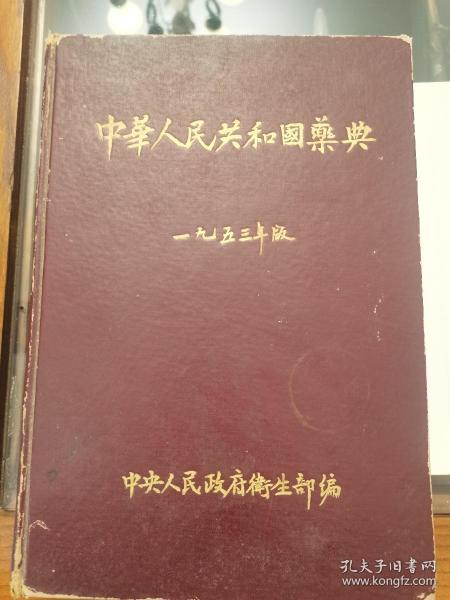 中華人民共和國藥典
一九五三年版
中央人民政府衛生部编
孔夫子旧书网
www.kongfz.com